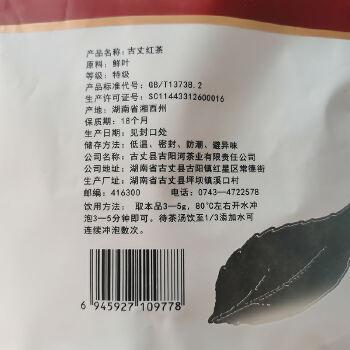 产品名称: 古丈红茶
原料: 鲜叶
等级: 特级
产品标准代号: GB/T13738.2
生产许可证号: SC11443312600016
产地: 湖南省湘西州
保质期: 18个月
生产日期: 见封口处
储存方法: 低温、密封、防潮、避异味
公司名称: 古丈县古阳河茶业有限责任公司
公司地址: 湖南省古丈县古阳镇红星区常德街
生产厂址: 湖南省古丈县坪坝镇溪口村
邮编: 416300 电话: 0743—4722578
饮用方法: 取本品3—5g, 80℃左右开水冲
泡3—5分钟即可。待茶汤饮至1/3添加水可
连续冲泡数次。
6 945927 109778